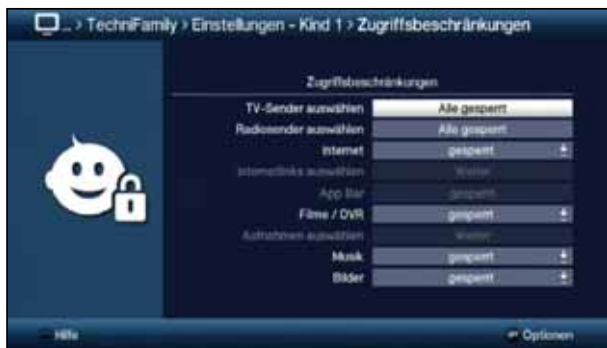 … > TechniFamily > Einstellungen - Kind 1 > Zugriffsbeschränkungen
Zugriffsbeschränkungen
TV-Sender auswählen Alle gesperrt
Radiosender auswählen Alle gesperrt
Internet gesperrt
Internetlinks auswählen Weiter
App Bar gesperrt
Filme / DVR gesperrt
Aufnahmen auswählen Weiter
Musik gesperrt
Bilder gesperrt
Hilfe Optionen